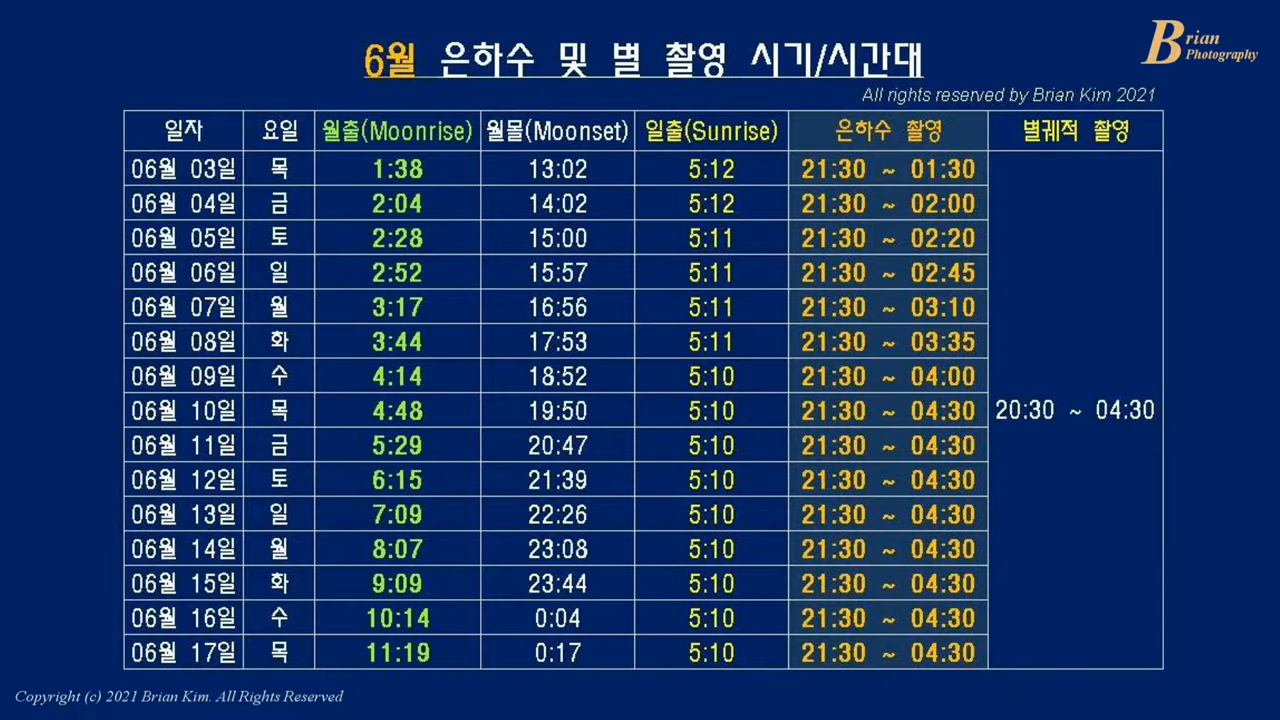 Brian
Photography
6월 은하수 및 별 촬영 시기/시간대
All rights reserved by Brian Kim 2021
일자 요일 월출(Moonrise) 월몰(Moonset) 일출(Sunrise) 은하수 촬영 별궤적 촬영
06월 03일 목 1:38 13:02 5:12 21:30 ~ 01:30
06월 04일 금 2:04 14:02 5:12 21:30 ~ 02:00
06월 05일 토 2:28 15:00 5:11 21:30 ~ 02:20
06월 06일 일 2:52 15:57 5:11 21:30 ~ 02:45
06월 07일 월 3:17 16:56 5:11 21:30 ~ 03:10
06월 08일 화 3:44 17:53 5:11 21:30 ~ 03:35
06월 09일 수 4:14 18:52 5:10 21:30 ~ 04:00
06월 10일 목 4:48 19:50 5:10 21:30 ~ 04:30 20:30 ~ 04:30
06월 11일 금 5:29 20:47 5:10 21:30 ~ 04:30
06월 12일 토 6:15 21:39 5:10 21:30 ~ 04:30
06월 13일 일 7:09 22:26 5:10 21:30 ~ 04:30
06월 14일 월 8:07 23:08 5:10 21:30 ~ 04:30
06월 15일 화 9:09 23:44 5:10 21:30 ~ 04:30
06월 16일 수 10:14 0:04 5:10 21:30 ~ 04:30
06월 17일 목 11:19 0:17 5:10 21:30 ~ 04:30
Copyright (c) 2021 Brian Kim. All Rights Reserved